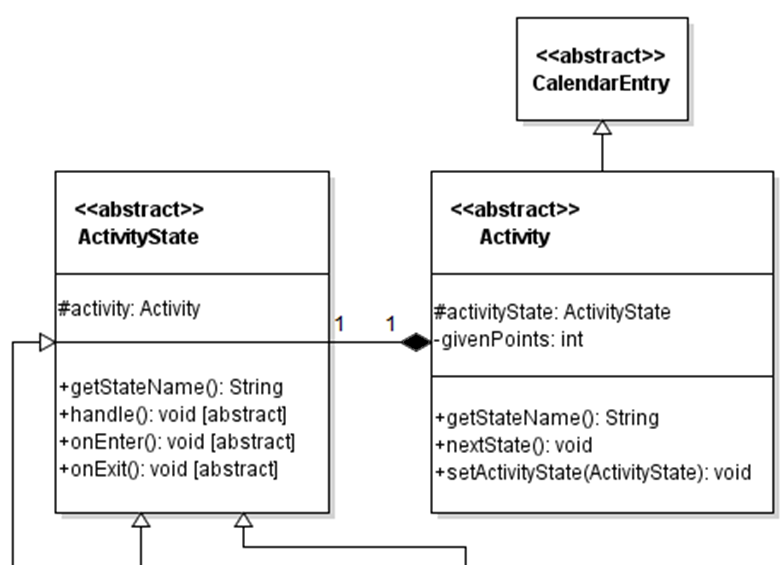 <<abstract>>
CalendarEntry
<<abstract>>
ActivityState
#activity: Activity
+getStateName(): String
+handle(): void [abstract]
+onEnter(): void [abstract]
+onExit(): void [abstract]
1
1
<<abstract>>
Activity
#activityState: ActivityState
-givenPoints: int
+getStateName(): String
+nextState(): void
+setActivityState(ActivityState): void